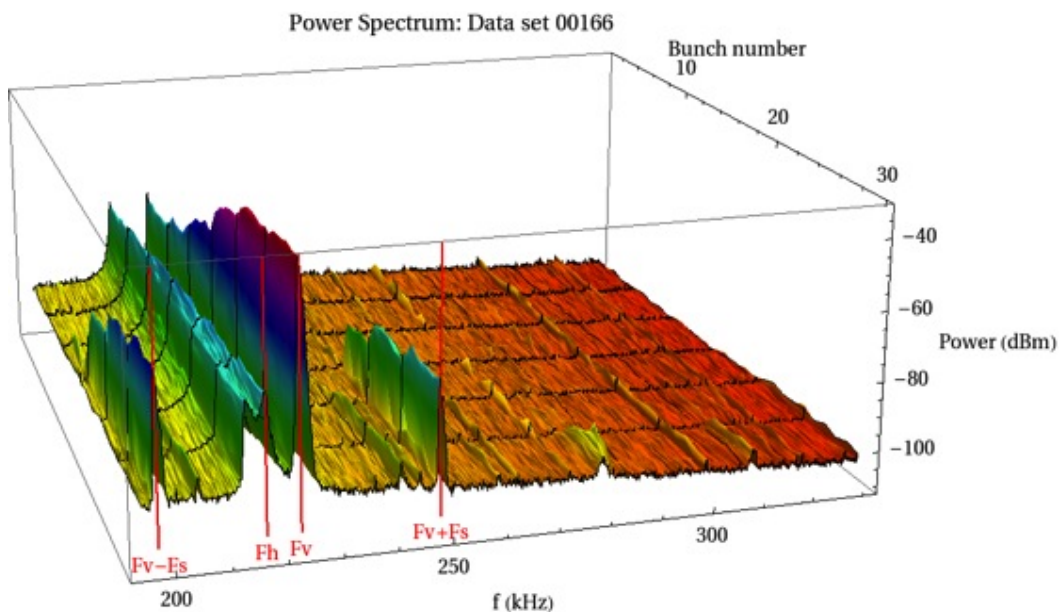 Power Spectrum: Data set 00166
Bunch number
10
20
30
−40
−60
Power (dBm)
−80
−100
Fv−Fs
Fh
Fv
Fv+Fs
200
250
300
f (kHz)